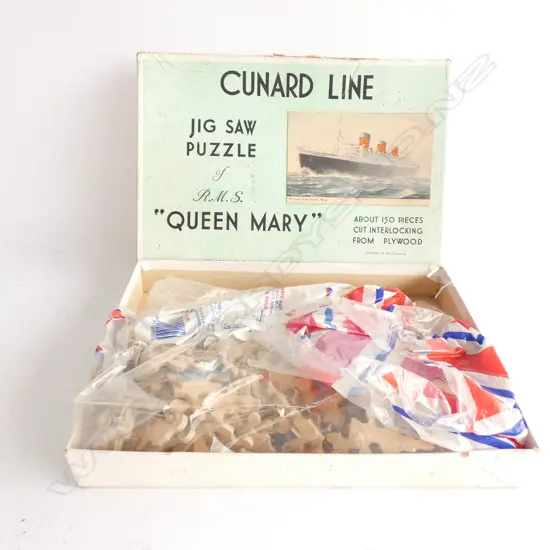 CUNARD LINE
JIG SAW
PUZZLE
of
R.M.S.
"QUEEN MARY"
ABOUT 150 PIECES
CUT INTERLOCKING
FROM PLYWOOD